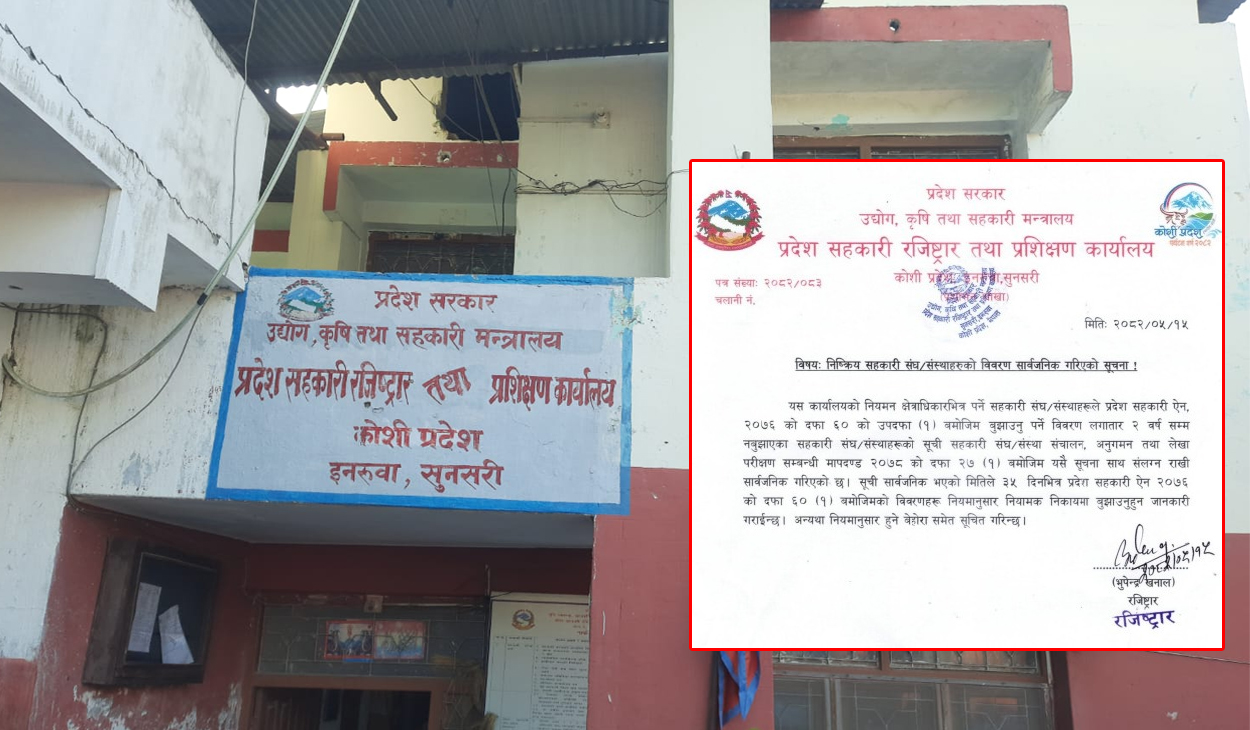 प्रदेश सरकार
उद्योग, कृषि तथा सहकारी मन्त्रालय
प्रदेश सहकारी रजिष्ट्रार तथा प्रशिक्षण कार्यालय
कोशी प्रदेश
इनरुवा, सुनसरी
प्रदेश सरकार
उद्योग, कृषि तथा सहकारी मन्त्रालय
प्रदेश सहकारी रजिष्ट्रार तथा प्रशिक्षण कार्यालय
कोशी प्रदेश, इनरुवा,सुनसरी
कोशी प्रदेश
पत्र संख्याः २०८२/०८३
चलानी नं.
मितिः २०८२/०५/१५
विषयः निष्क्रिय सहकारी संघ/संस्थाहरुको विवरण सार्वजनिक गरिएको सूचना !
यस कार्यालयको नियमन क्षेत्राधिकारभित्र पर्ने सहकारी संघ/संस्थाहरूले प्रदेश सहकारी ऐन,
२०७६ को दफा ६० को उपदफा (१) बमोजिम बुझाउनु पर्ने विवरण लगातार २ वर्ष सम्म
नबुझाएका सहकारी संघ/संस्थाहरूको सूची सहकारी संघ/संस्था संचालन, अनुगमन तथा लेखा
परीक्षण सम्बन्धी मापदण्ड २०७८ को दफा २७ (१) बमोजिम यसै सूचना साथ संलग्न राखी
सार्वजनिक गरिएको छ। सूची सार्वजनिक भएको मितिले ३५ दिनभित्र प्रदेश सहकारी ऐन २०७६
को दफा ६० (१) बमोजिमको विवरणहरू नियमानुसार नियामक निकायमा बुझाउनुहुन जानकारी
गराईन्छ। अन्यथा नियमानुसार हुने बेहोरा समेत सूचित गरिन्छ।
(भुपेन्द्र खनाल)
रजिष्ट्रार
रजिष्ट्रार